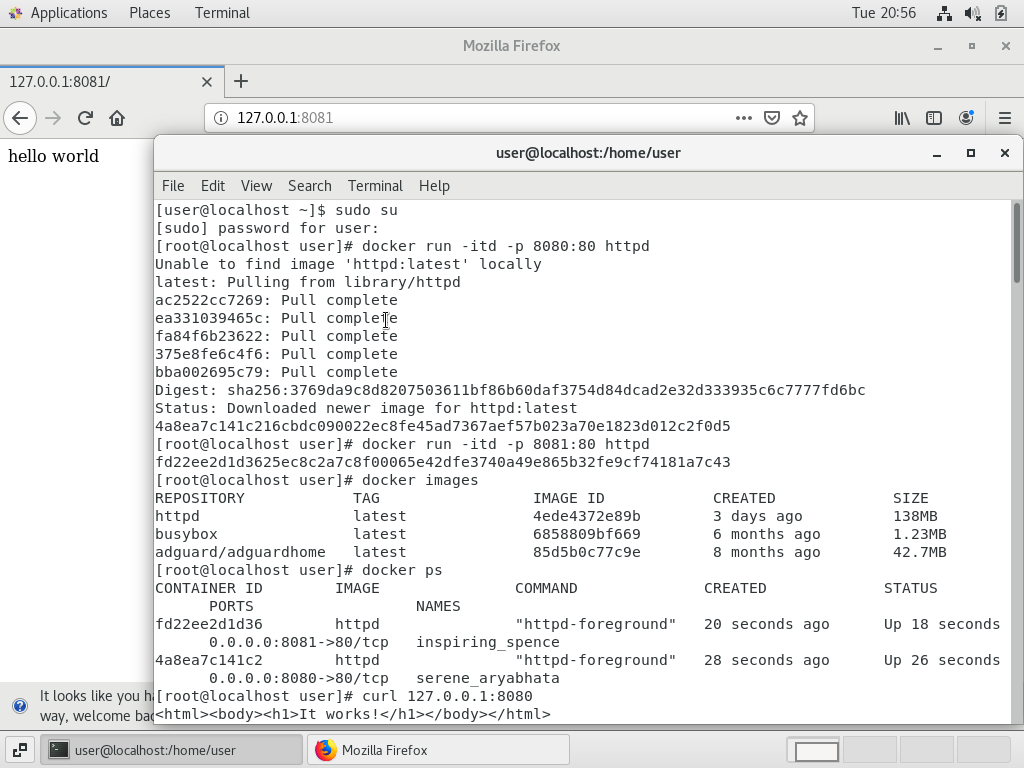 Applications Places Terminal Tue 20:56
Mozilla Firefox
127.0.0.1:8081/
127.0.0.1:8081
hello world
user@localhost:/home/user
File Edit View Search Terminal Help
[user@localhost ~]$ sudo su
[sudo] password for user:
[root@localhost user]# docker run -itd -p 8080:80 httpd
Unable to find image 'httpd:latest' locally
latest: Pulling from library/httpd
ac2522cc7269: Pull complete
ea331039465c: Pull complete
fa84f6b23622: Pull complete
375e8fe6c4f6: Pull complete
bba002695c79: Pull complete
Digest: sha256:3769da9c8d8207503611bf86b60daf3754d84dcad2e32d333935c6c7777fd6bc
Status: Downloaded newer image for httpd:latest
4a8ea7c141c216cbdc090022ec8fe45ad7367aef57b023a70e1823d012c2f0d5
[root@localhost user]# docker run -itd -p 8081:80 httpd
fd22ee2d1d3625ec8c2a7c8f00065e42dfe3740a49e865b32fe9cf74181a7c43
[root@localhost user]# docker images
REPOSITORY TAG IMAGE ID CREATED SIZE
httpd latest 4ede4372e89b 3 days ago 138MB
busybox latest 6858809bf669 6 months ago 1.23MB
adguard/adguardhome latest 85d5b0c77c9e 8 months ago 42.7MB
[root@localhost user]# docker ps
CONTAINER ID IMAGE COMMAND CREATED STATUS
PORTS NAMES
fd22ee2d1d36 httpd "httpd-foreground" 20 seconds ago Up 18 seconds
0.0.0.0:8081->80/tcp inspiring_spence
4a8ea7c141c2 httpd "httpd-foreground" 28 seconds ago Up 26 seconds
0.0.0.0:8080->80/tcp serene_aryabhata
[root@localhost user]# curl 127.0.0.1:8080
<html><body><h1>It works!</h1></body></html>
It looks like you ha
way, welcome bac
user@localhost:/home/user Mozilla Firefox